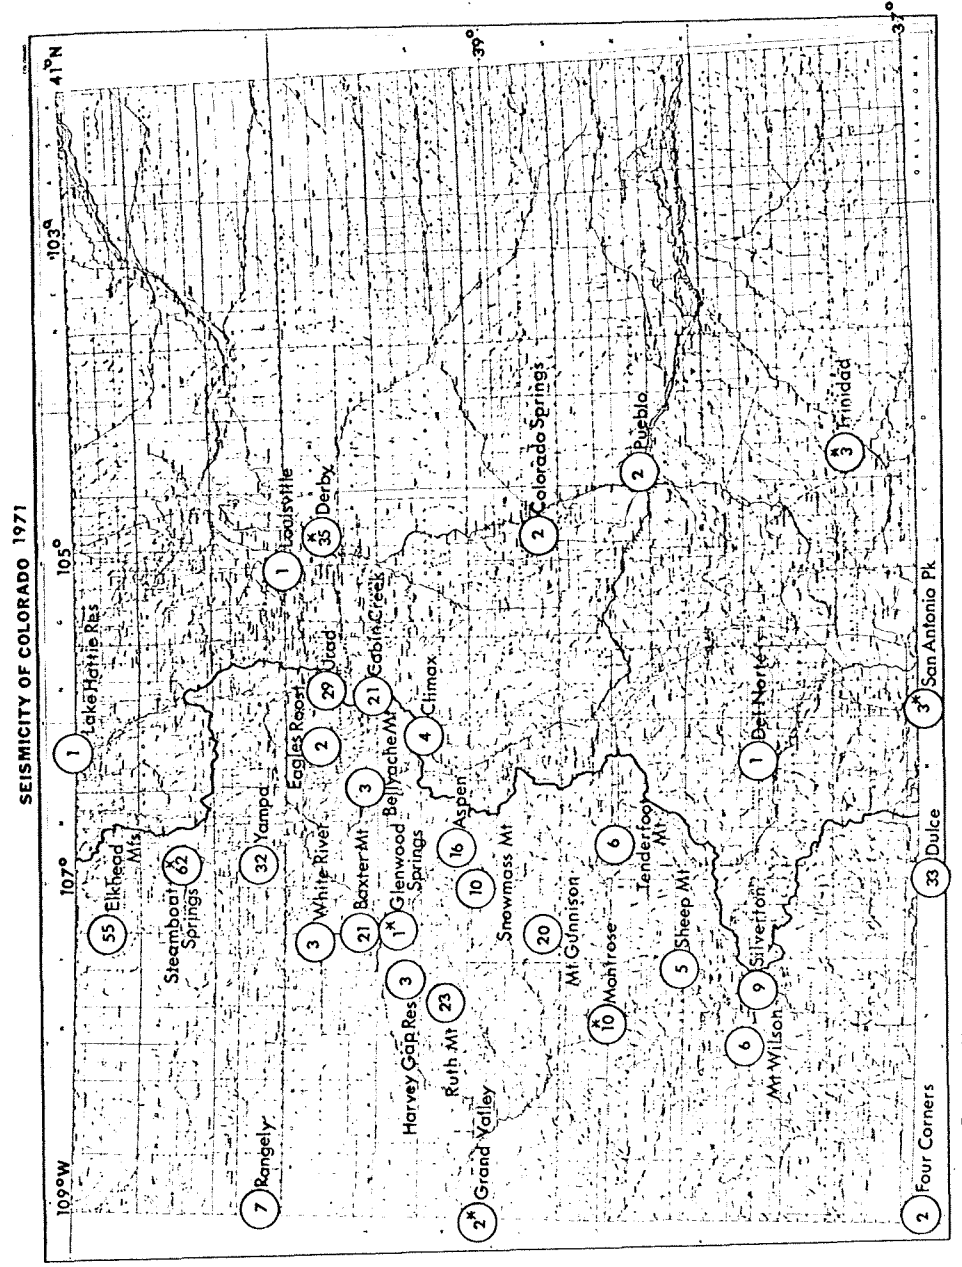 SEISMICITY OF COLORADO 1971
109°W
107°
105°
103°
41°N
39°
37°
1
Lake Hattie Res
55
Elkhead
Mts
62*
Steamboat
Springs
7
Rangely
32
Yampa
1
Louisville
35*
Derby
3
White River
Eagles Roost
2
29
Urad
21
Baxter Mt
3
Bellyache Mt
21
Cabin Creek
1*
Glenwood
Springs
4
Climax
3
Harvey Gap Res
23
Ruth Mt
16
Aspen
10
Snowmass Mt
2*
Grand Valley
20
Mt Gunnison
2
Colorado Springs
10*
Montrose
6
Tenderfoot
Mt
2
Pueblo
5
Sheep Mt
6
Mt Wilson
9
Silverton
1
Del Norte
3*
Trinidad
2
Four Corners
33
Dulce
3*
San Antonio Pk
OKLAHOMA